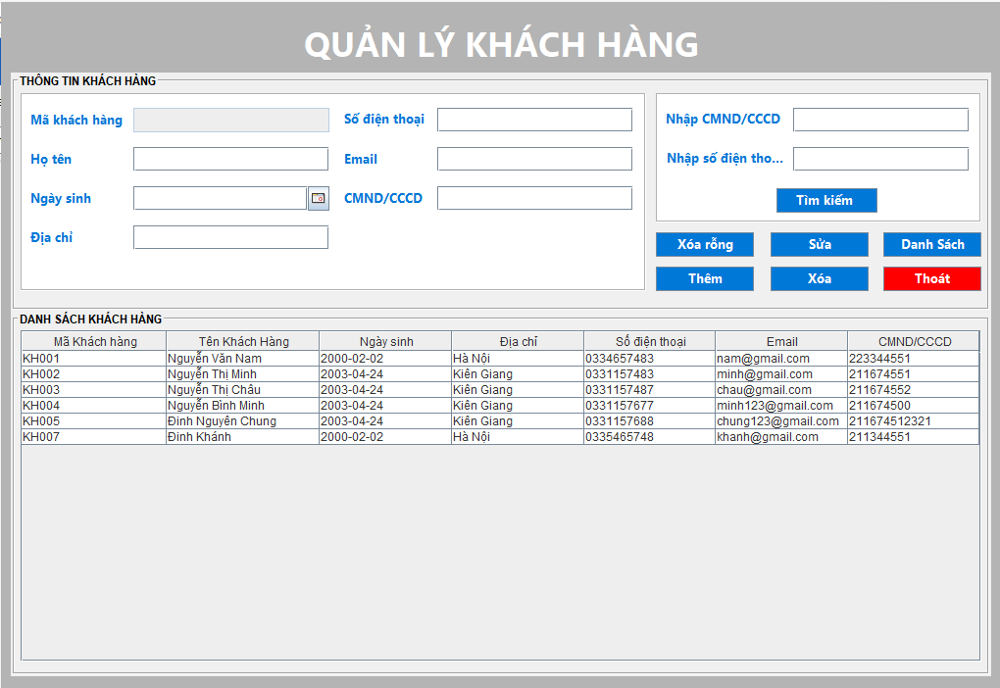 QUẢN LÝ KHÁCH HÀNG
THÔNG TIN KHÁCH HÀNG
Mã khách hàng
Số điện thoại
Họ tên
Email
Ngày sinh
CMND/CCCD
Địa chỉ
Nhập CMND/CCCD
Nhập số điện tho...
Tìm kiếm
Xóa rỗng Sửa Danh Sách
Thêm Xóa Thoát
DANH SÁCH KHÁCH HÀNG
Mã Khách hàng Tên Khách Hàng Ngày sinh Địa chỉ Số điện thoại Email CMND/CCCD
KH001 Nguyễn Văn Nam 2000-02-02 Hà Nội 0334657483 nam@gmail.com 223344551
KH002 Nguyễn Thị Minh 2003-04-24 Kiên Giang 0331157483 minh@gmail.com 211674551
KH003 Nguyễn Thị Châu 2003-04-24 Kiên Giang 0331157487 chau@gmail.com 211674552
KH004 Nguyễn Bình Minh 2003-04-24 Kiên Giang 0331157677 minh123@gmail.com 211674500
KH005 Đinh Nguyên Chung 2003-04-24 Kiên Giang 0331157688 chung123@gmail.com 211674512321
KH007 Đinh Khánh 2000-02-02 Hà Nội 0335465748 khanh@gmail.com 211344551